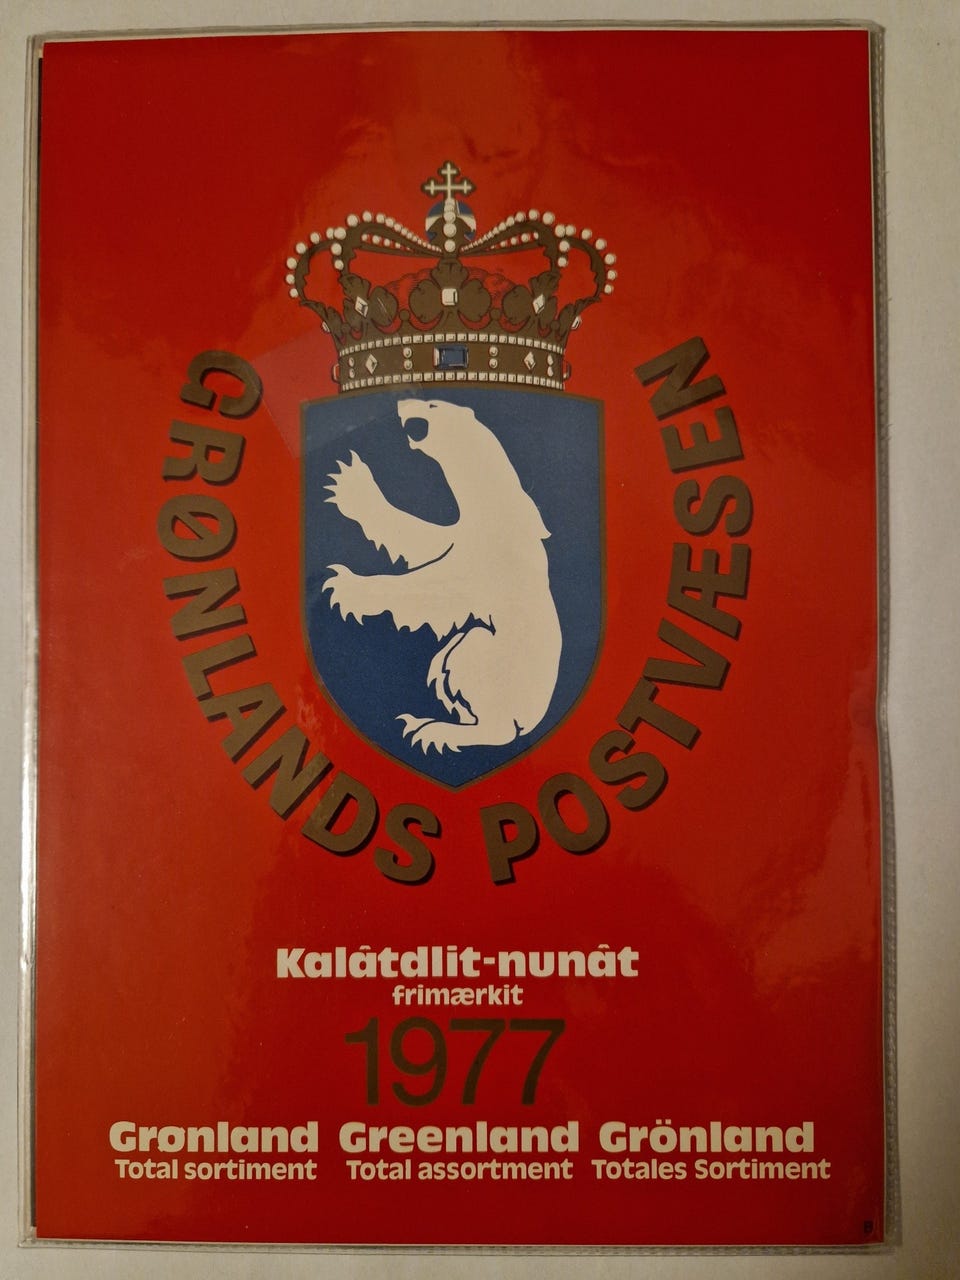 GRØNLANDS POSTVÆSEN
Kalâtdlit-nunât
frimærkit
1977
Grønland Greenland Grönland
Total sortiment Total assortment Totales Sortiment